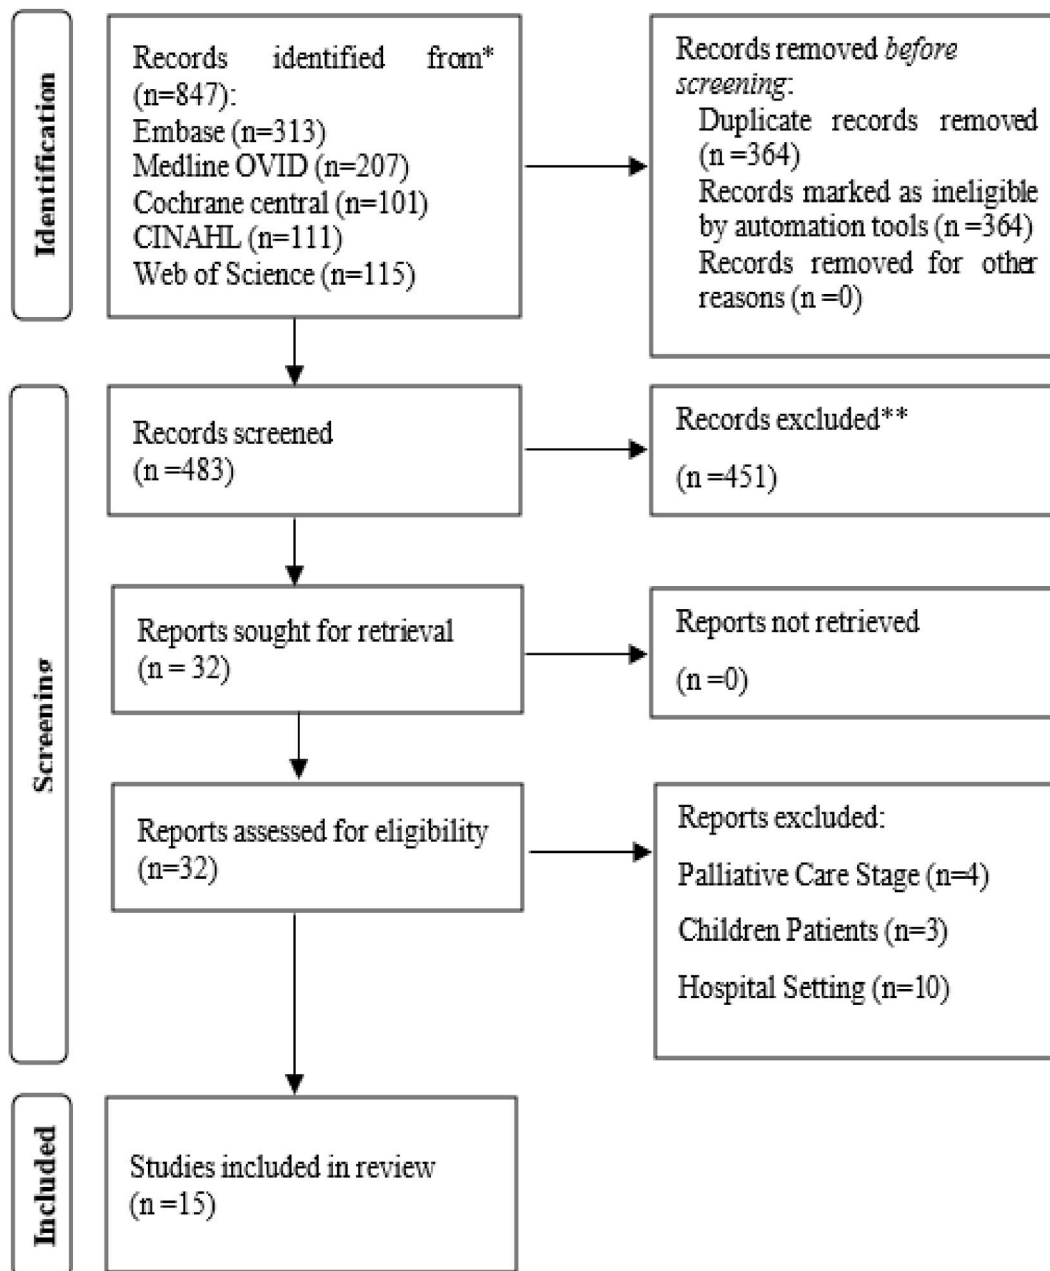 Identification
Records identified from*
(n=847):
Embase (n=313)
Medline OVID (n=207)
Cochrane central (n=101)
CINAHL (n=111)
Web of Science (n=115)
Records removed before
screening:
Duplicate records removed
(n =364)
Records marked as ineligible
by automation tools (n =364)
Records removed for other
reasons (n =0)
Screening
Records screened
(n =483)
Records excluded**
(n =451)
Reports sought for retrieval
(n = 32)
Reports not retrieved
(n =0)
Reports assessed for eligibility
(n=32)
Reports excluded:
Palliative Care Stage (n=4)
Children Patients (n=3)
Hospital Setting (n=10)
Included
Studies included in review
(n =15)